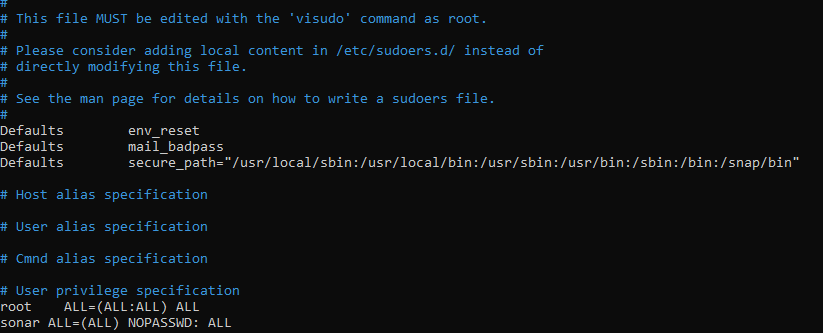 #
# This file MUST be edited with the 'visudo' command as root.
#
# Please consider adding local content in /etc/sudoers.d/ instead of
# directly modifying this file.
#
# See the man page for details on how to write a sudoers file.
#
Defaults        env_reset
Defaults        mail_badpass
Defaults        secure_path="/usr/local/sbin:/usr/local/bin:/usr/sbin:/usr/bin:/sbin:/bin:/snap/bin"
# Host alias specification
# User alias specification
# Cmnd alias specification
# User privilege specification
root    ALL=(ALL:ALL) ALL
sonar ALL=(ALL) NOPASSWD: ALL